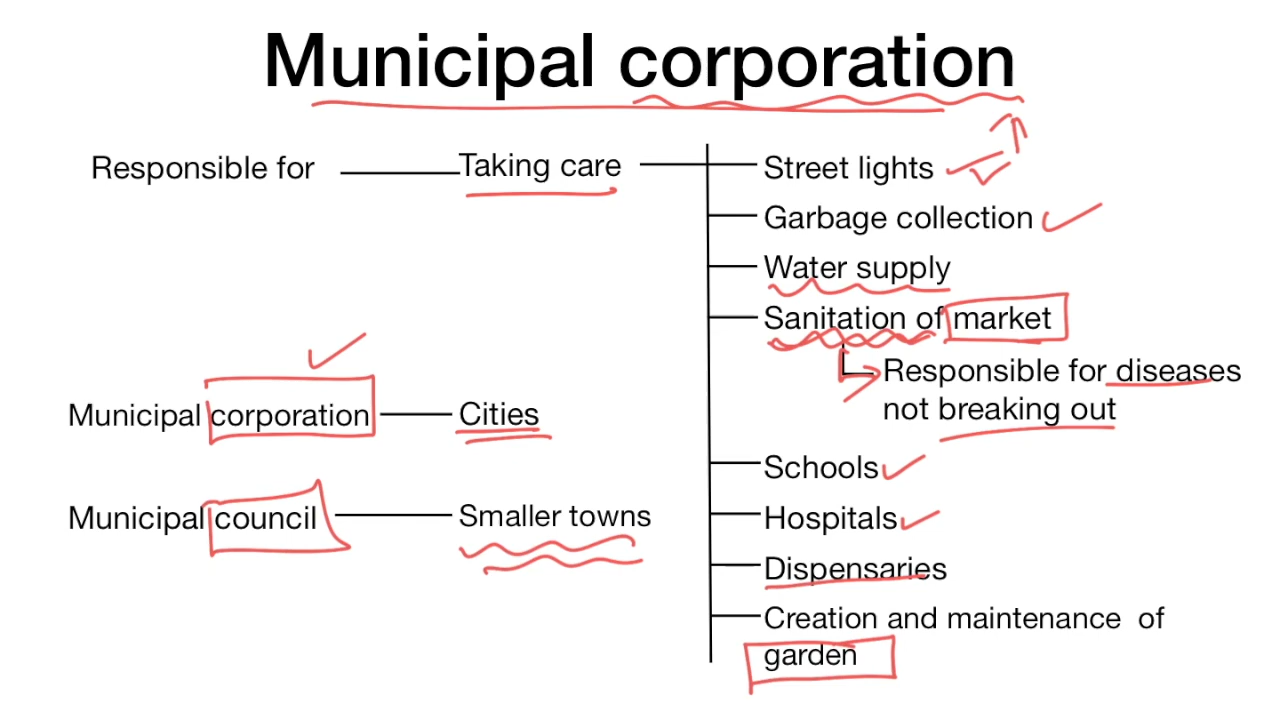 Municipal corporation
Responsible for
Taking care
Street lights
Garbage collection
Water supply
Sanitation of market
Responsible for diseases
not breaking out
Schools
Hospitals
Dispensaries
Creation and maintenance of
garden
Municipal corporation
Cities
Municipal council
Smaller towns